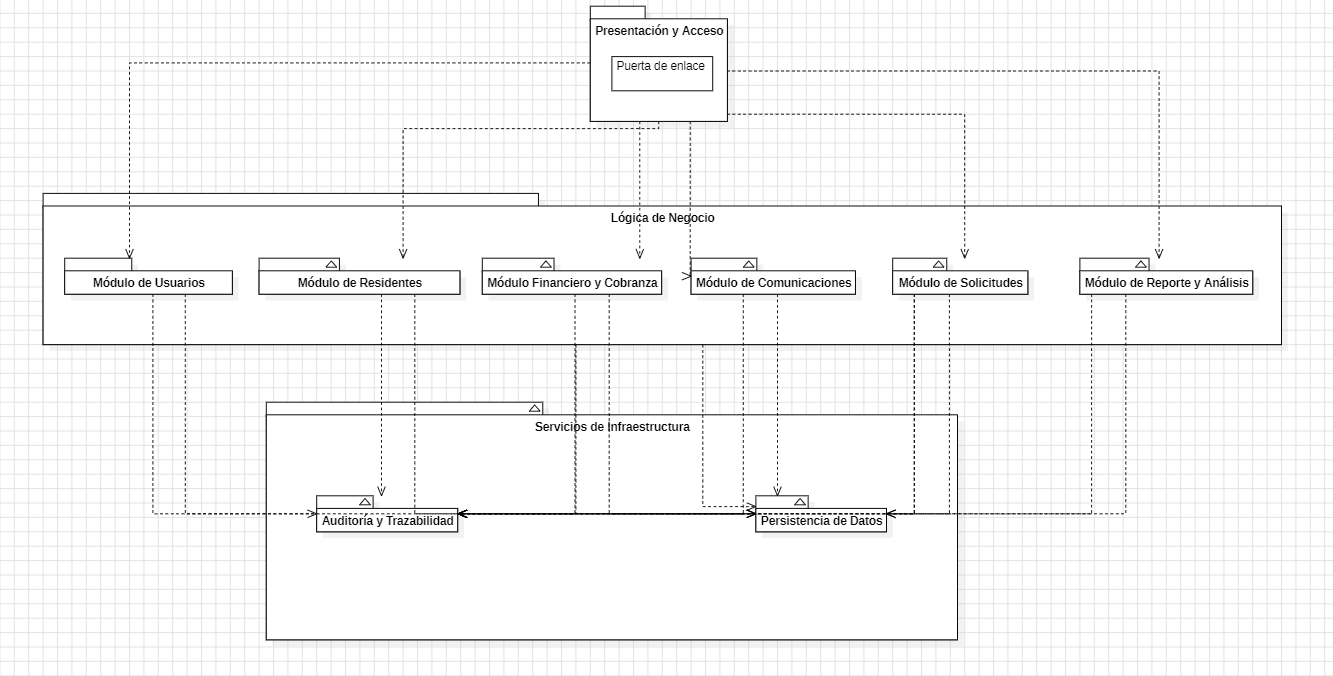 Presentación y Acceso
Puerta de enlace
Lógica de Negocio
Módulo de Usuarios
Módulo de Residentes
Módulo Financiero y Cobranza
Módulo de Comunicaciones
Módulo de Solicitudes
Módulo de Reporte y Análisis
Servicios de Infraestructura
Auditoría y Trazabilidad
Persistencia de Datos